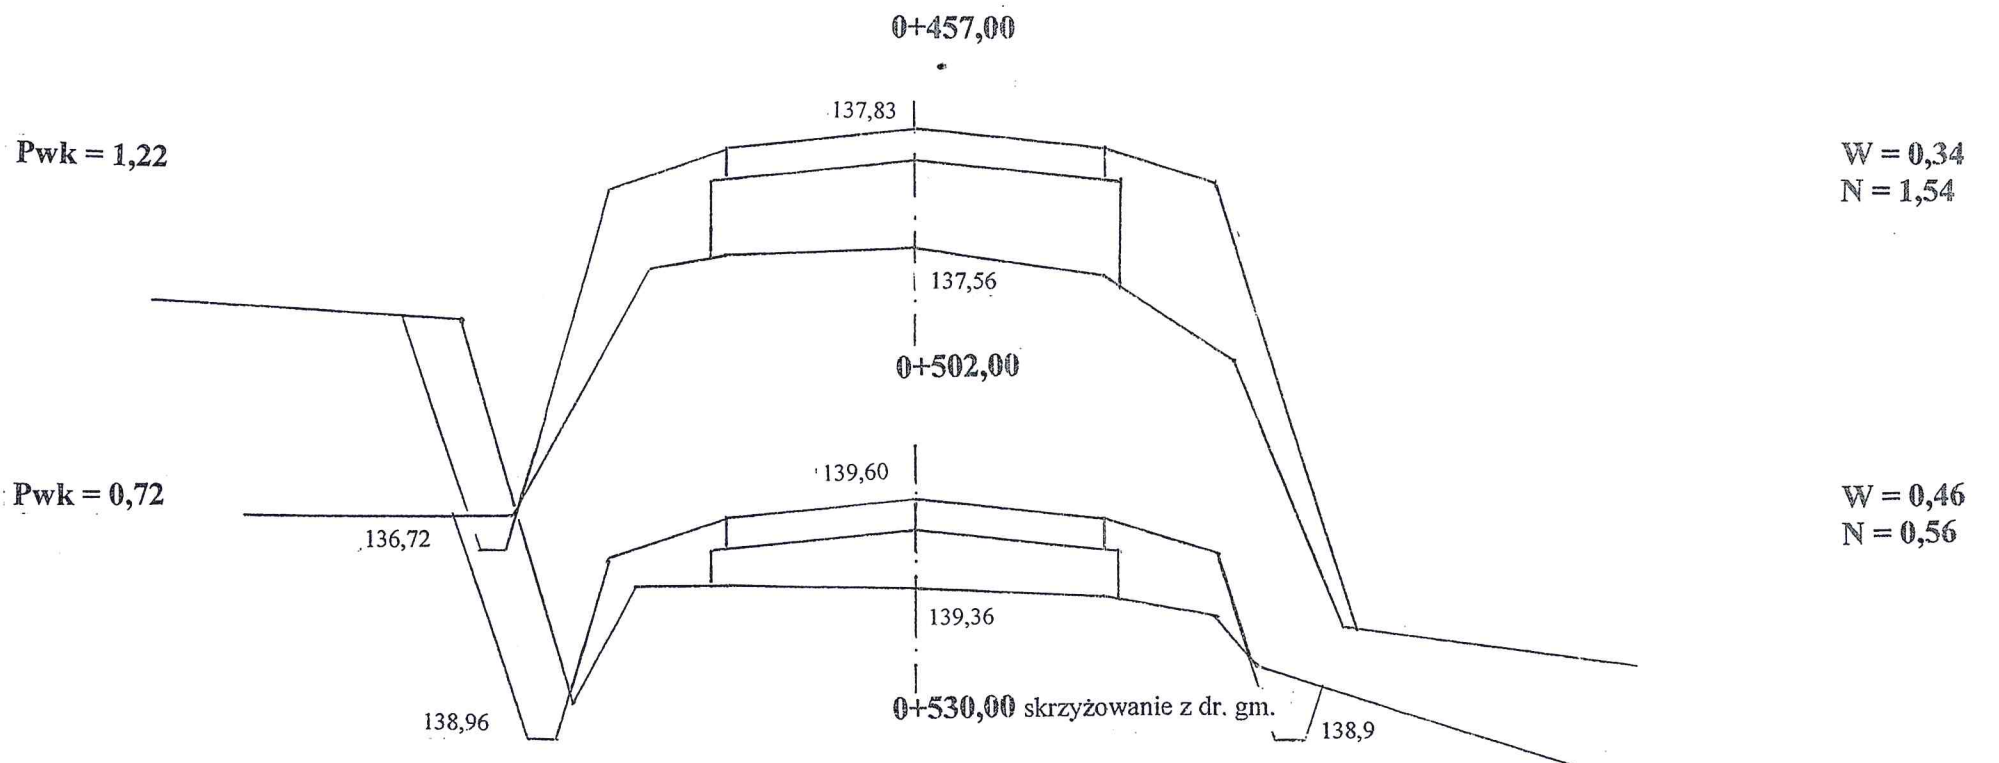 0+457,00
137,83
Pwk = 1,22
W = 0,34
N = 1,54
137,56
0+502,00
139,60
Pwk = 0,72
W = 0,46
N = 0,56
136,72
139,36
0+530,00 skrzyżowanie z dr. gm.
138,96
138,9